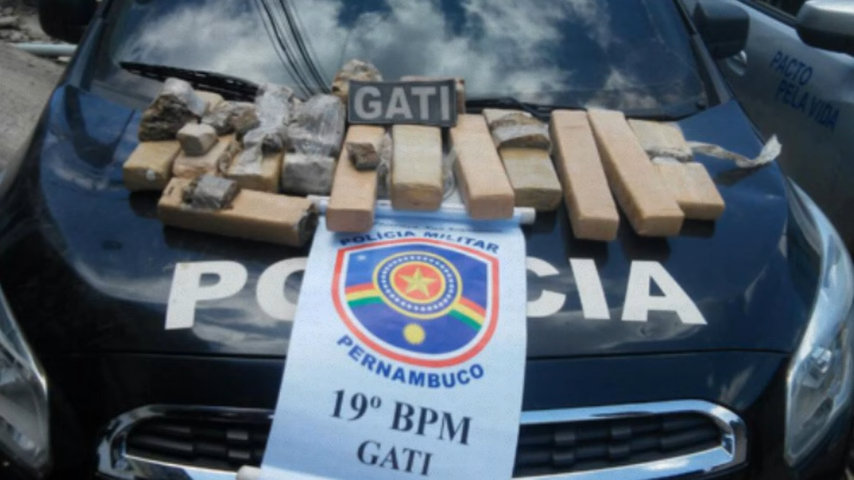 GATI
PACTO
PELA VIDA
POLÍCIA MILITAR
PERNAMBUCO
19º BPM
GATI